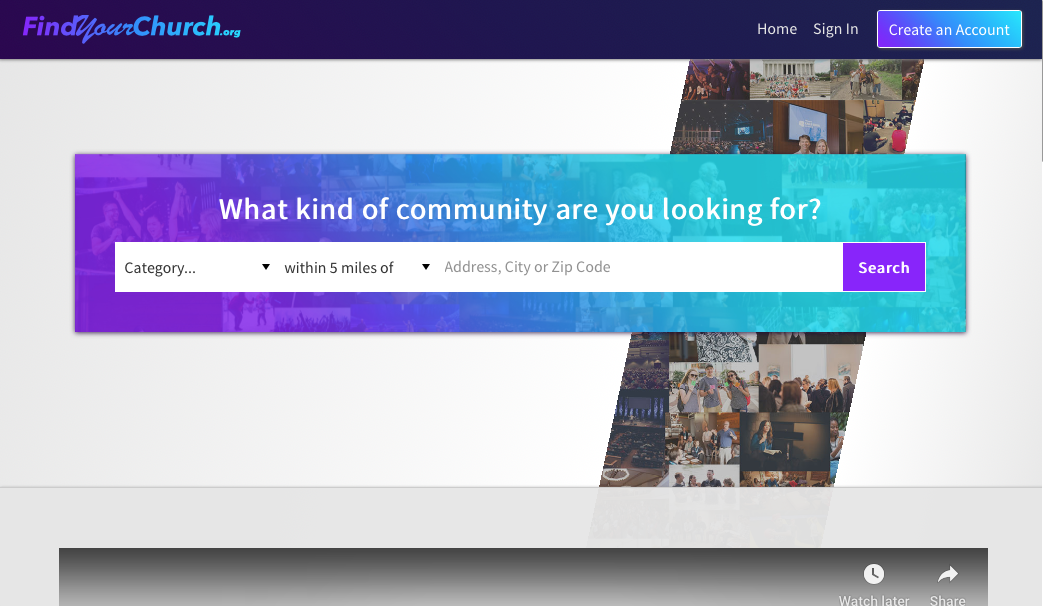 FindYourChurch.org
Home
Sign In
Create an Account
What kind of community are you looking for?
Category...
within 5 miles of
Address, City or Zip Code
Search
Watch later
Share